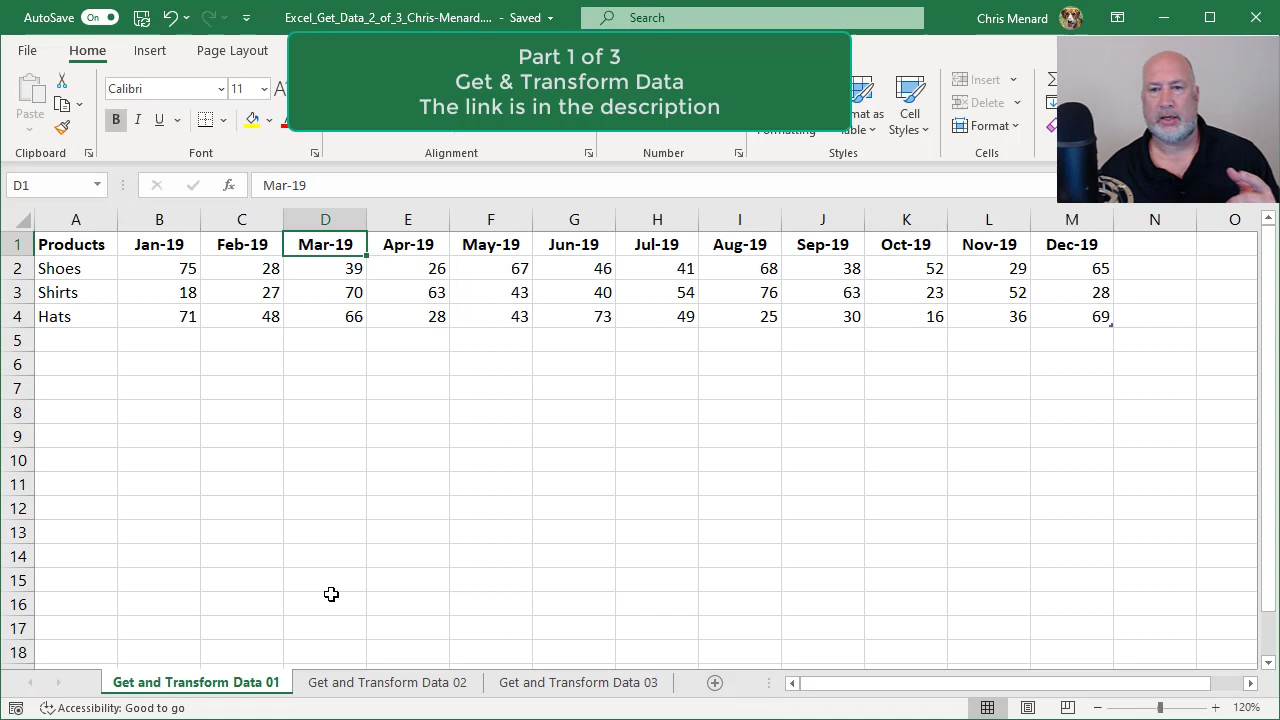 AutoSave On Excel_Get_Data_2_of_3_Chris-Menard.... - Saved Search Chris Menard
File Home Insert Page Layout
Part 1 of 3
Get & Transform Data
The link is in the description
Paste Calibri 11 A Insert
Delete
B I U A Formatting Table Cell Styles Format
Clipboard Font Alignment Number Styles Cells
D1 fx Mar-19
A B C D E F G H I J K L M N O
1 Products Jan-19 Feb-19 Mar-19 Apr-19 May-19 Jun-19 Jul-19 Aug-19 Sep-19 Oct-19 Nov-19 Dec-19
2 Shoes 75 28 39 26 67 46 41 68 38 52 29 65
3 Shirts 18 27 70 63 43 40 54 76 63 23 52 28
4 Hats 71 48 66 28 43 73 49 25 30 16 36 69
5
6
7
8
9
10
11
12
13
14
15
16
17
18
Get and Transform Data 01 Get and Transform Data 02 Get and Transform Data 03
Accessibility: Good to go 120%